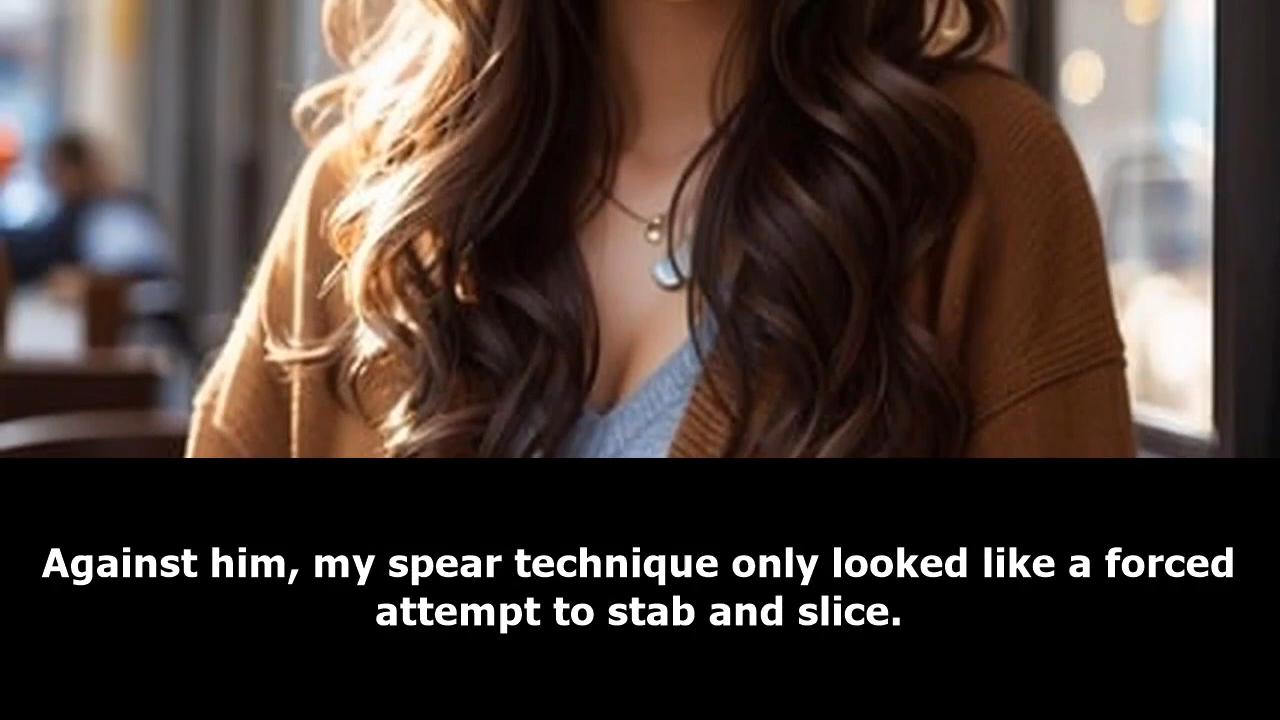 Against him, my spear technique only looked like a forced
attempt to stab and slice.